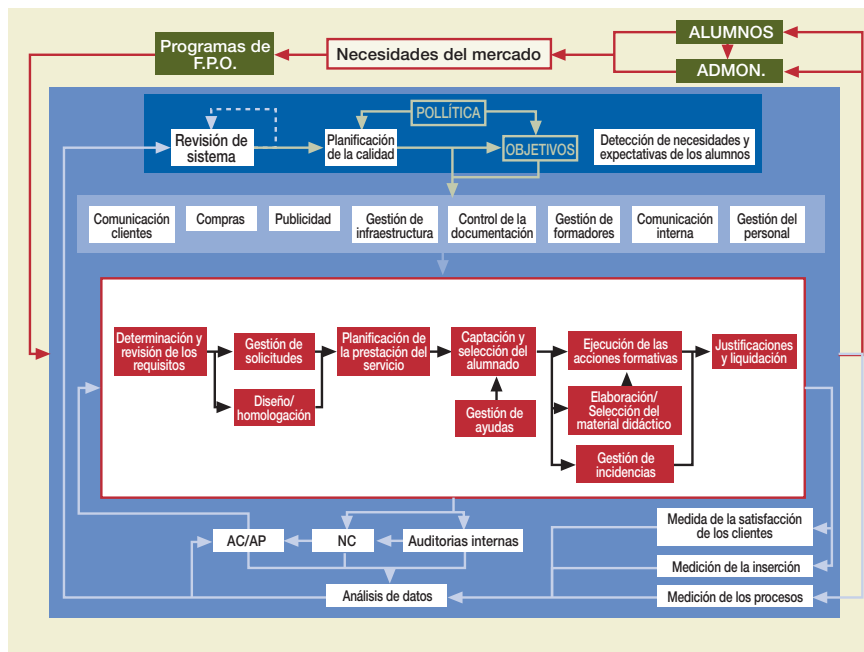 ALUMNOS
Programas de
F.P.O.
Necesidades del mercado
ADMON.
POLLÍTICA
Revisión de
sistema
Planificación
de la calidad
OBJETIVOS
Detección de necesidades y
expectativas de los alumnos
Comunicación
clientes
Compras
Publicidad
Gestión de
infraestructura
Control de la
documentación
Gestión de
formadores
Comunicación
interna
Gestión del
personal
Determinación y
revisión de los
requisitos
Gestión de
solicitudes
Diseño/
homologación
Planificación de
la prestación del
servicio
Captación y
selección del
alumnado
Gestión de
ayudas
Ejecución de las
acciones formativas
Elaboración/
Selección del
material didáctico
Gestión de
incidencias
Justificaciones
y liquidación
AC/AP
NC
Auditorias internas
Medida de la satisfacción
de los clientes
Medición de la inserción
Análisis de datos
Medición de los procesos